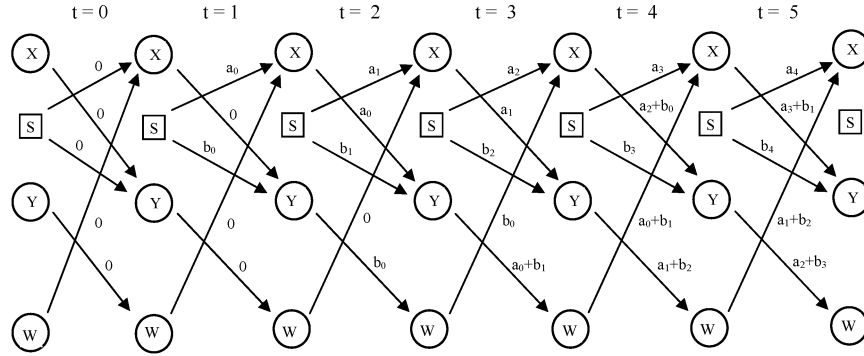 t = 0 t = 1 t = 2 t = 3 t = 4 t = 5
X X X X X X X
0 a₀ a₁ a₂ a₃ a₄
0 0 a₀ a₁ a₂+b₀ a₃+b₁
S S S S S S S
0 b₀ b₁ b₂ b₃ b₄
Y Y Y Y Y Y Y
0 0 0 b₀ a₀+b₁ a₁+b₂
0 0 b₀ a₀+b₁ a₁+b₂ a₂+b₃
W W W W W W W